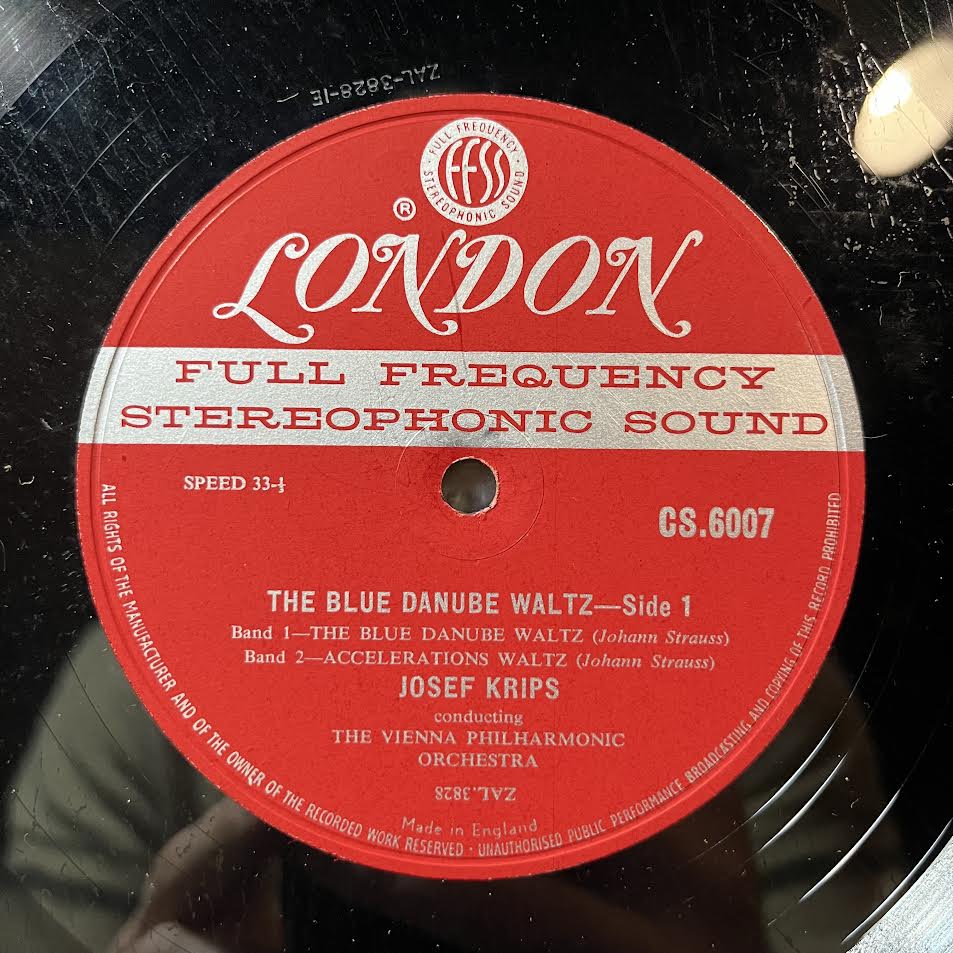 ZAL-3828-1E
FULL FREQUENCY
FFSS
STEREOPHONIC SOUND
®
LONDON
FULL FREQUENCY
STEREOPHONIC SOUND
SPEED 33-⅓
CS.6007
THE BLUE DANUBE WALTZ—Side 1
Band 1—THE BLUE DANUBE WALTZ (Johann Strauss)
Band 2—ACCELERATIONS WALTZ (Johann Strauss)
JOSEF KRIPS
conducting
THE VIENNA PHILHARMONIC
ORCHESTRA
ZAL.3828
Made in England
ALL RIGHTS OF THE MANUFACTURER AND OF THE OWNER OF THE RECORDED WORK RESERVED · UNAUTHORISED PUBLIC PERFORMANCE BROADCASTING AND COPYING OF THIS RECORD PROHIBITED